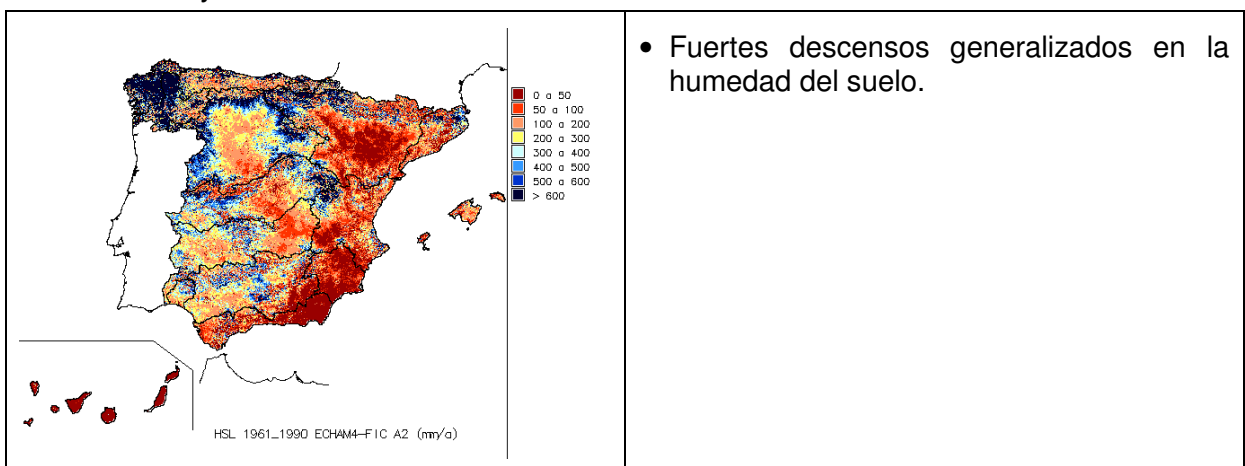 0 a 50
50 a 100
100 a 200
200 a 300
300 a 400
400 a 500
500 a 600
> 600
HSL 1961_1990 ECHAM4-FIC A2 (mm/a)
• Fuertes descensos generalizados en la
humedad del suelo.